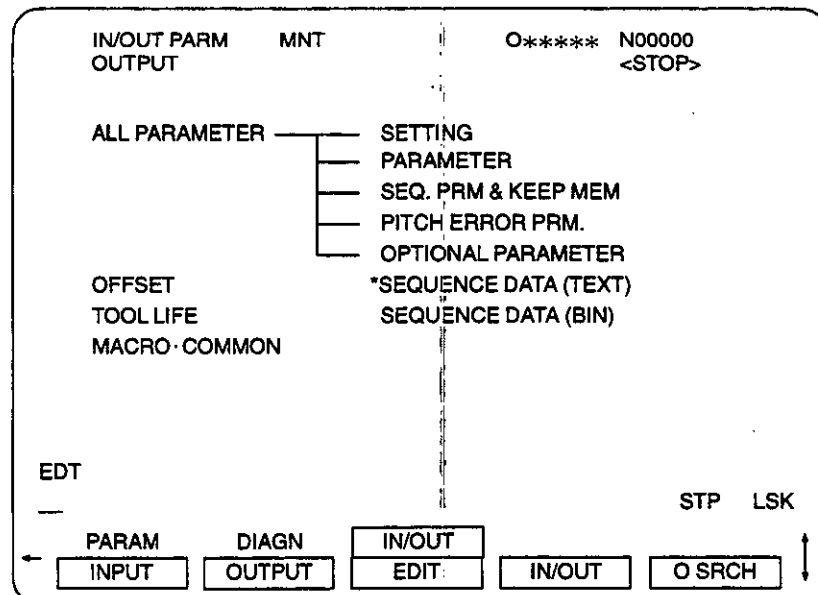 IN/OUT PARM MNT O***** N00000
OUTPUT <STOP>
ALL PARAMETER SETTING
PARAMETER
SEQ. PRM & KEEP MEM
PITCH ERROR PRM.
OPTIONAL PARAMETER
OFFSET *SEQUENCE DATA (TEXT)
TOOL LIFE SEQUENCE DATA (BIN)
MACRO·COMMON
EDT
STP LSK
PARAM DIAGN IN/OUT
INPUT OUTPUT EDIT IN/OUT O SRCH